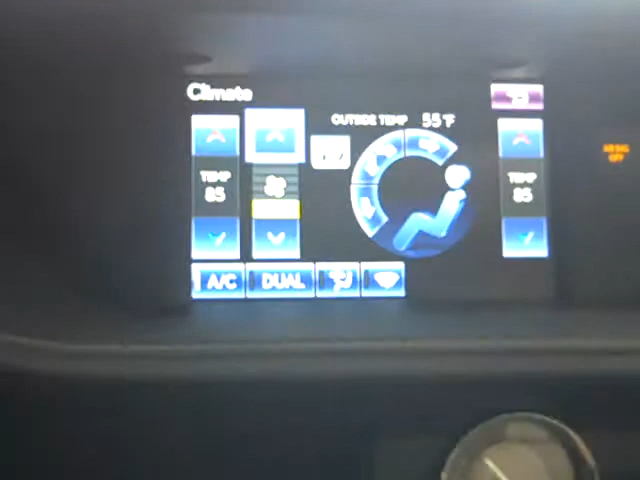 Climate
OUTSIDE TEMP 55°F
TEMP
85
TEMP
85
A/C
DUAL